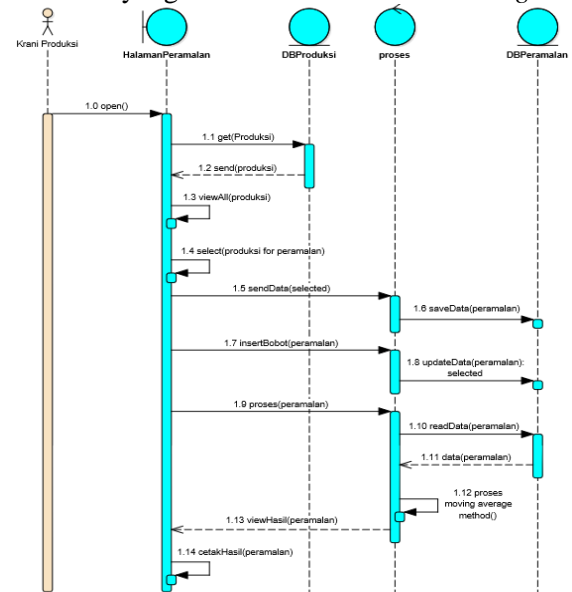 Krani Produksi
HalamanPeramalan
DBProduksi
proses
DBPeramalan
1.0 open()
1.1 get(Produksi)
1.2 send(produksi)
1.3 viewAll(produksi)
1.4 select(produksi for peramalan)
1.5 sendData(selected)
1.6 saveData(peramalan)
1.7 insertBobot(peramalan)
1.8 updateData(peramalan):
selected
1.9 proses(peramalan)
1.10 readData(peramalan)
1.11 data(peramalan)
1.12 proses
moving average
method()
1.13 viewHasil(peramalan)
1.14 cetakHasil(peramalan)